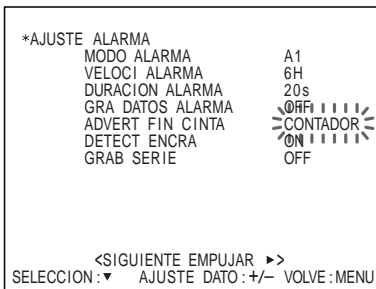 *AJUSTE ALARMA
MODO ALARMA A1
VELOCI ALARMA 6H
DURACION ALARMA 20s
GRA DATOS ALARMA OFF
ADVERT FIN CINTA CONTADOR
DETECT ENCRA ON
GRAB SERIE OFF
<SIGUIENTE EMPUJAR ►>
SELECCION:▼ AJUSTE DATO:+/– VOLVE:MENU